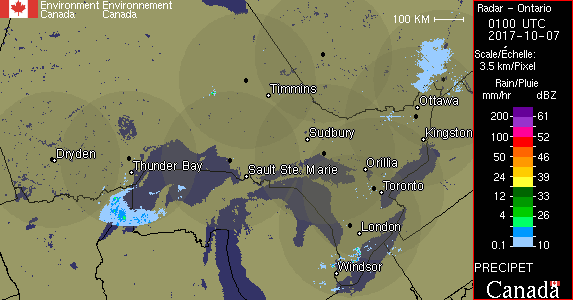 Environment Environnement
Canada Canada
100 KM
Timmins
Ottawa
Sudbury
Kingston
Dryden
Thunder Bay
Sault Ste. Marie
Orillia
Toronto
London
Windsor
Radar - Ontario
0100 UTC
2017-10-07
Scale/Échelle:
3.5 km/Pixel
Rain/Pluie
mm/hr dBZ
200 61
100 52
50 46
24 39
12 33
4 26
0.1 10
PRECIPET
Canada